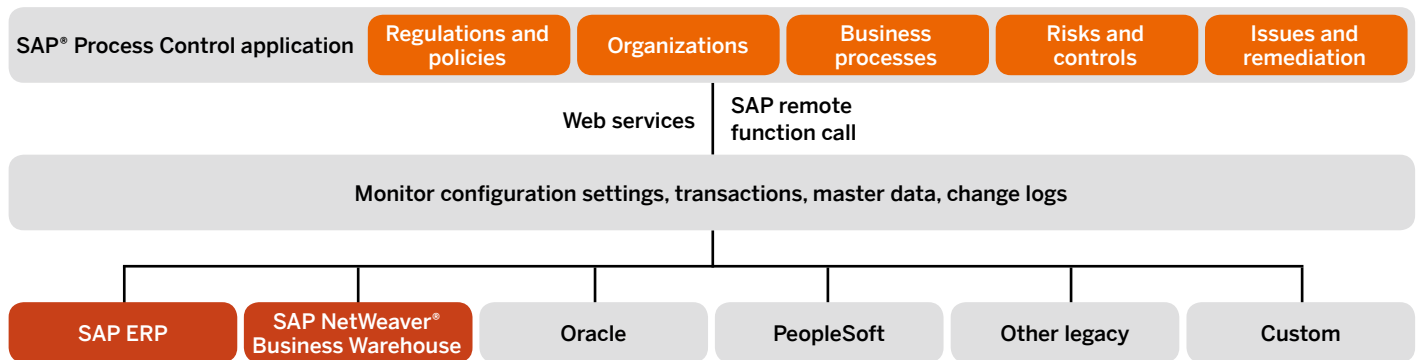 SAP® Process Control application
Regulations and
policies
Organizations
Business
processes
Risks and
controls
Issues and
remediation
Web services
SAP remote
function call
Monitor configuration settings, transactions, master data, change logs
SAP ERP
SAP NetWeaver®
Business Warehouse
Oracle
PeopleSoft
Other legacy
Custom